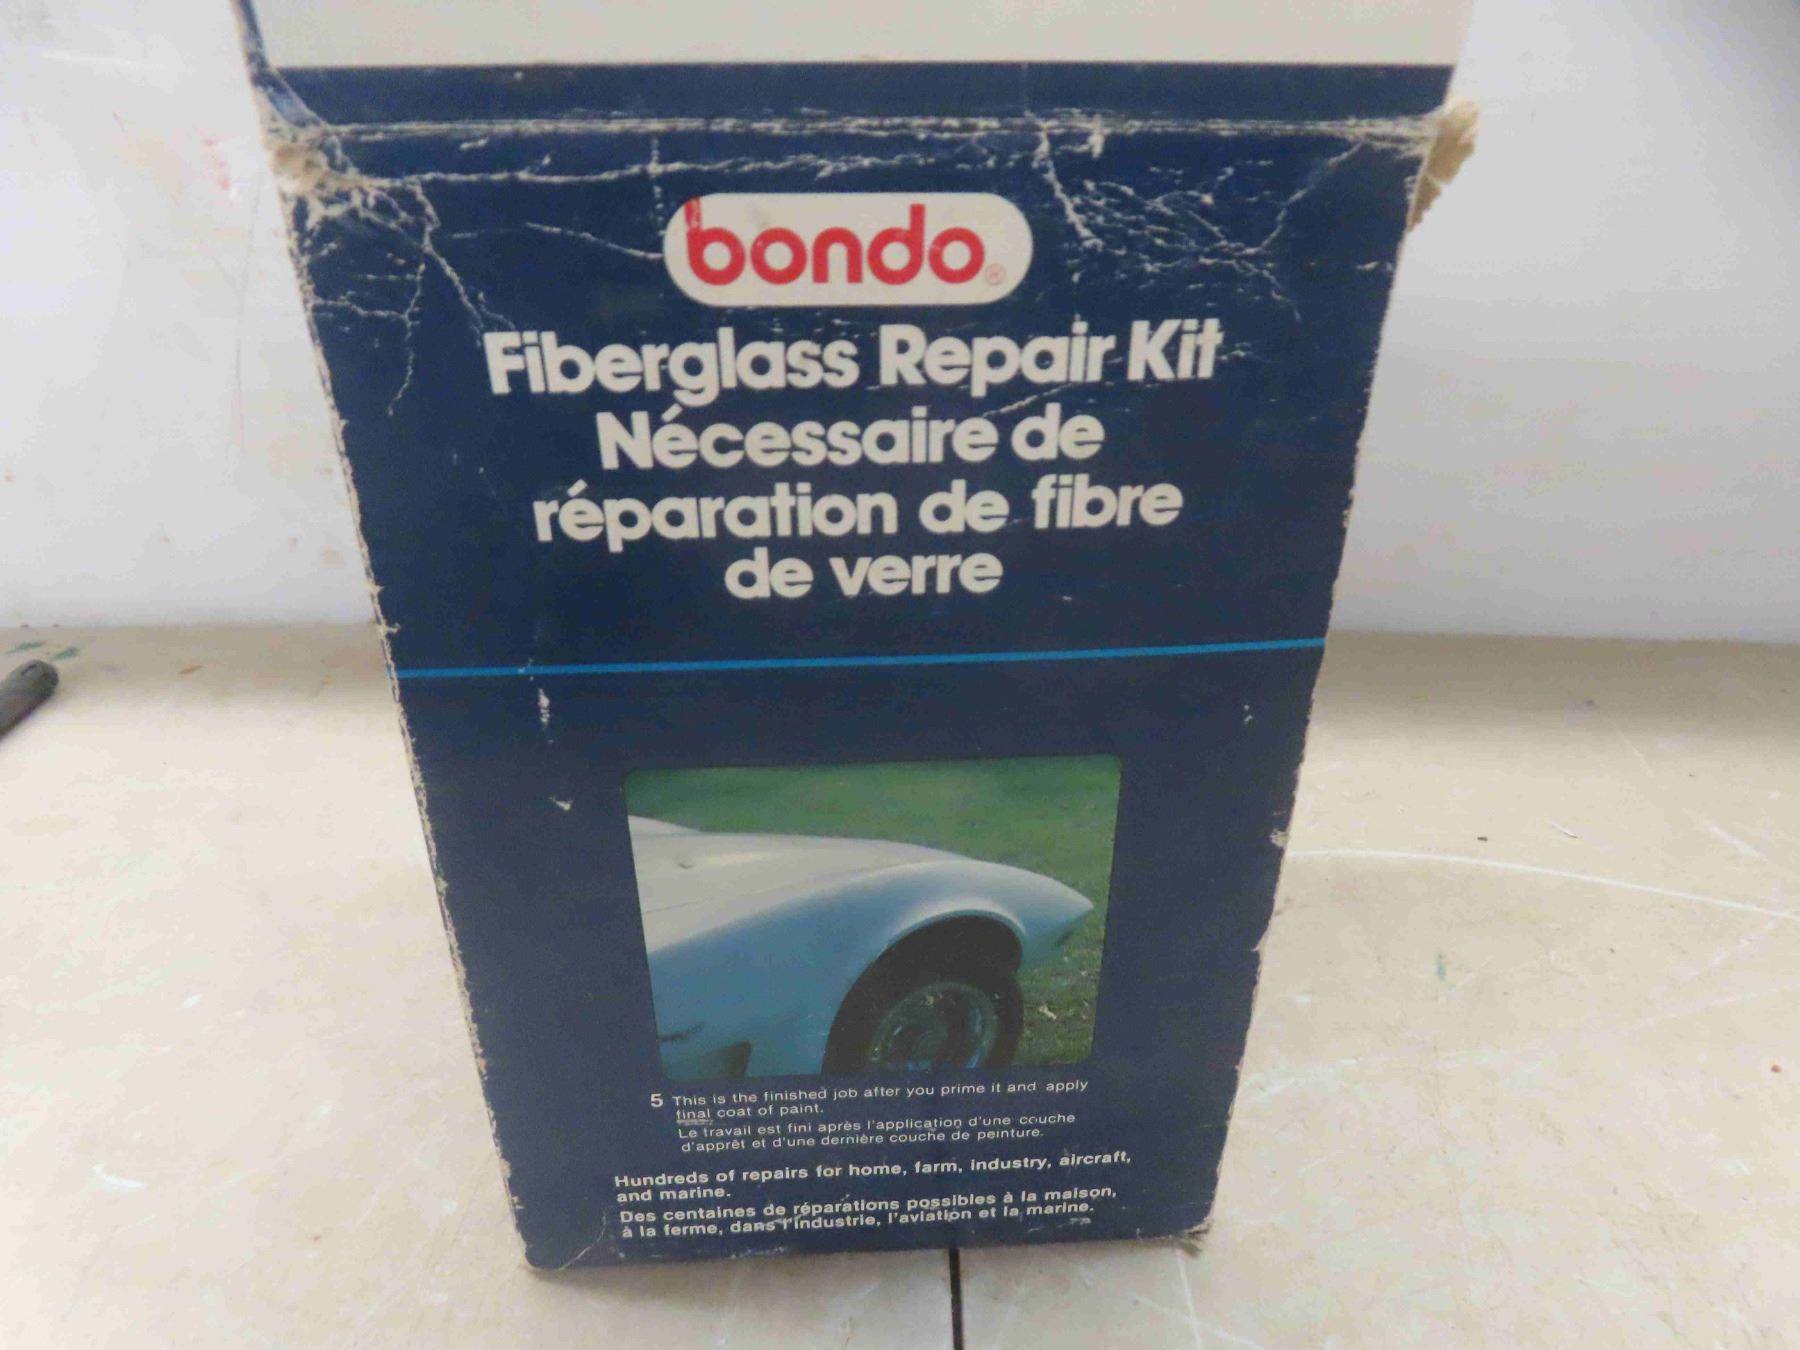 bondo®
Fiberglass Repair Kit
Nécessaire de
réparation de fibre
de verre
5 This is the finished job after you prime it and apply
final coat of paint.
Le travail est fini après l'application d'une couche
d'apprêt et d'une dernière couche de peinture.
Hundreds of repairs for home, farm, industry, aircraft,
and marine.
Des centaines de réparations possibles à la maison,
à la ferme, dans l'industrie, l'aviation et la marine.